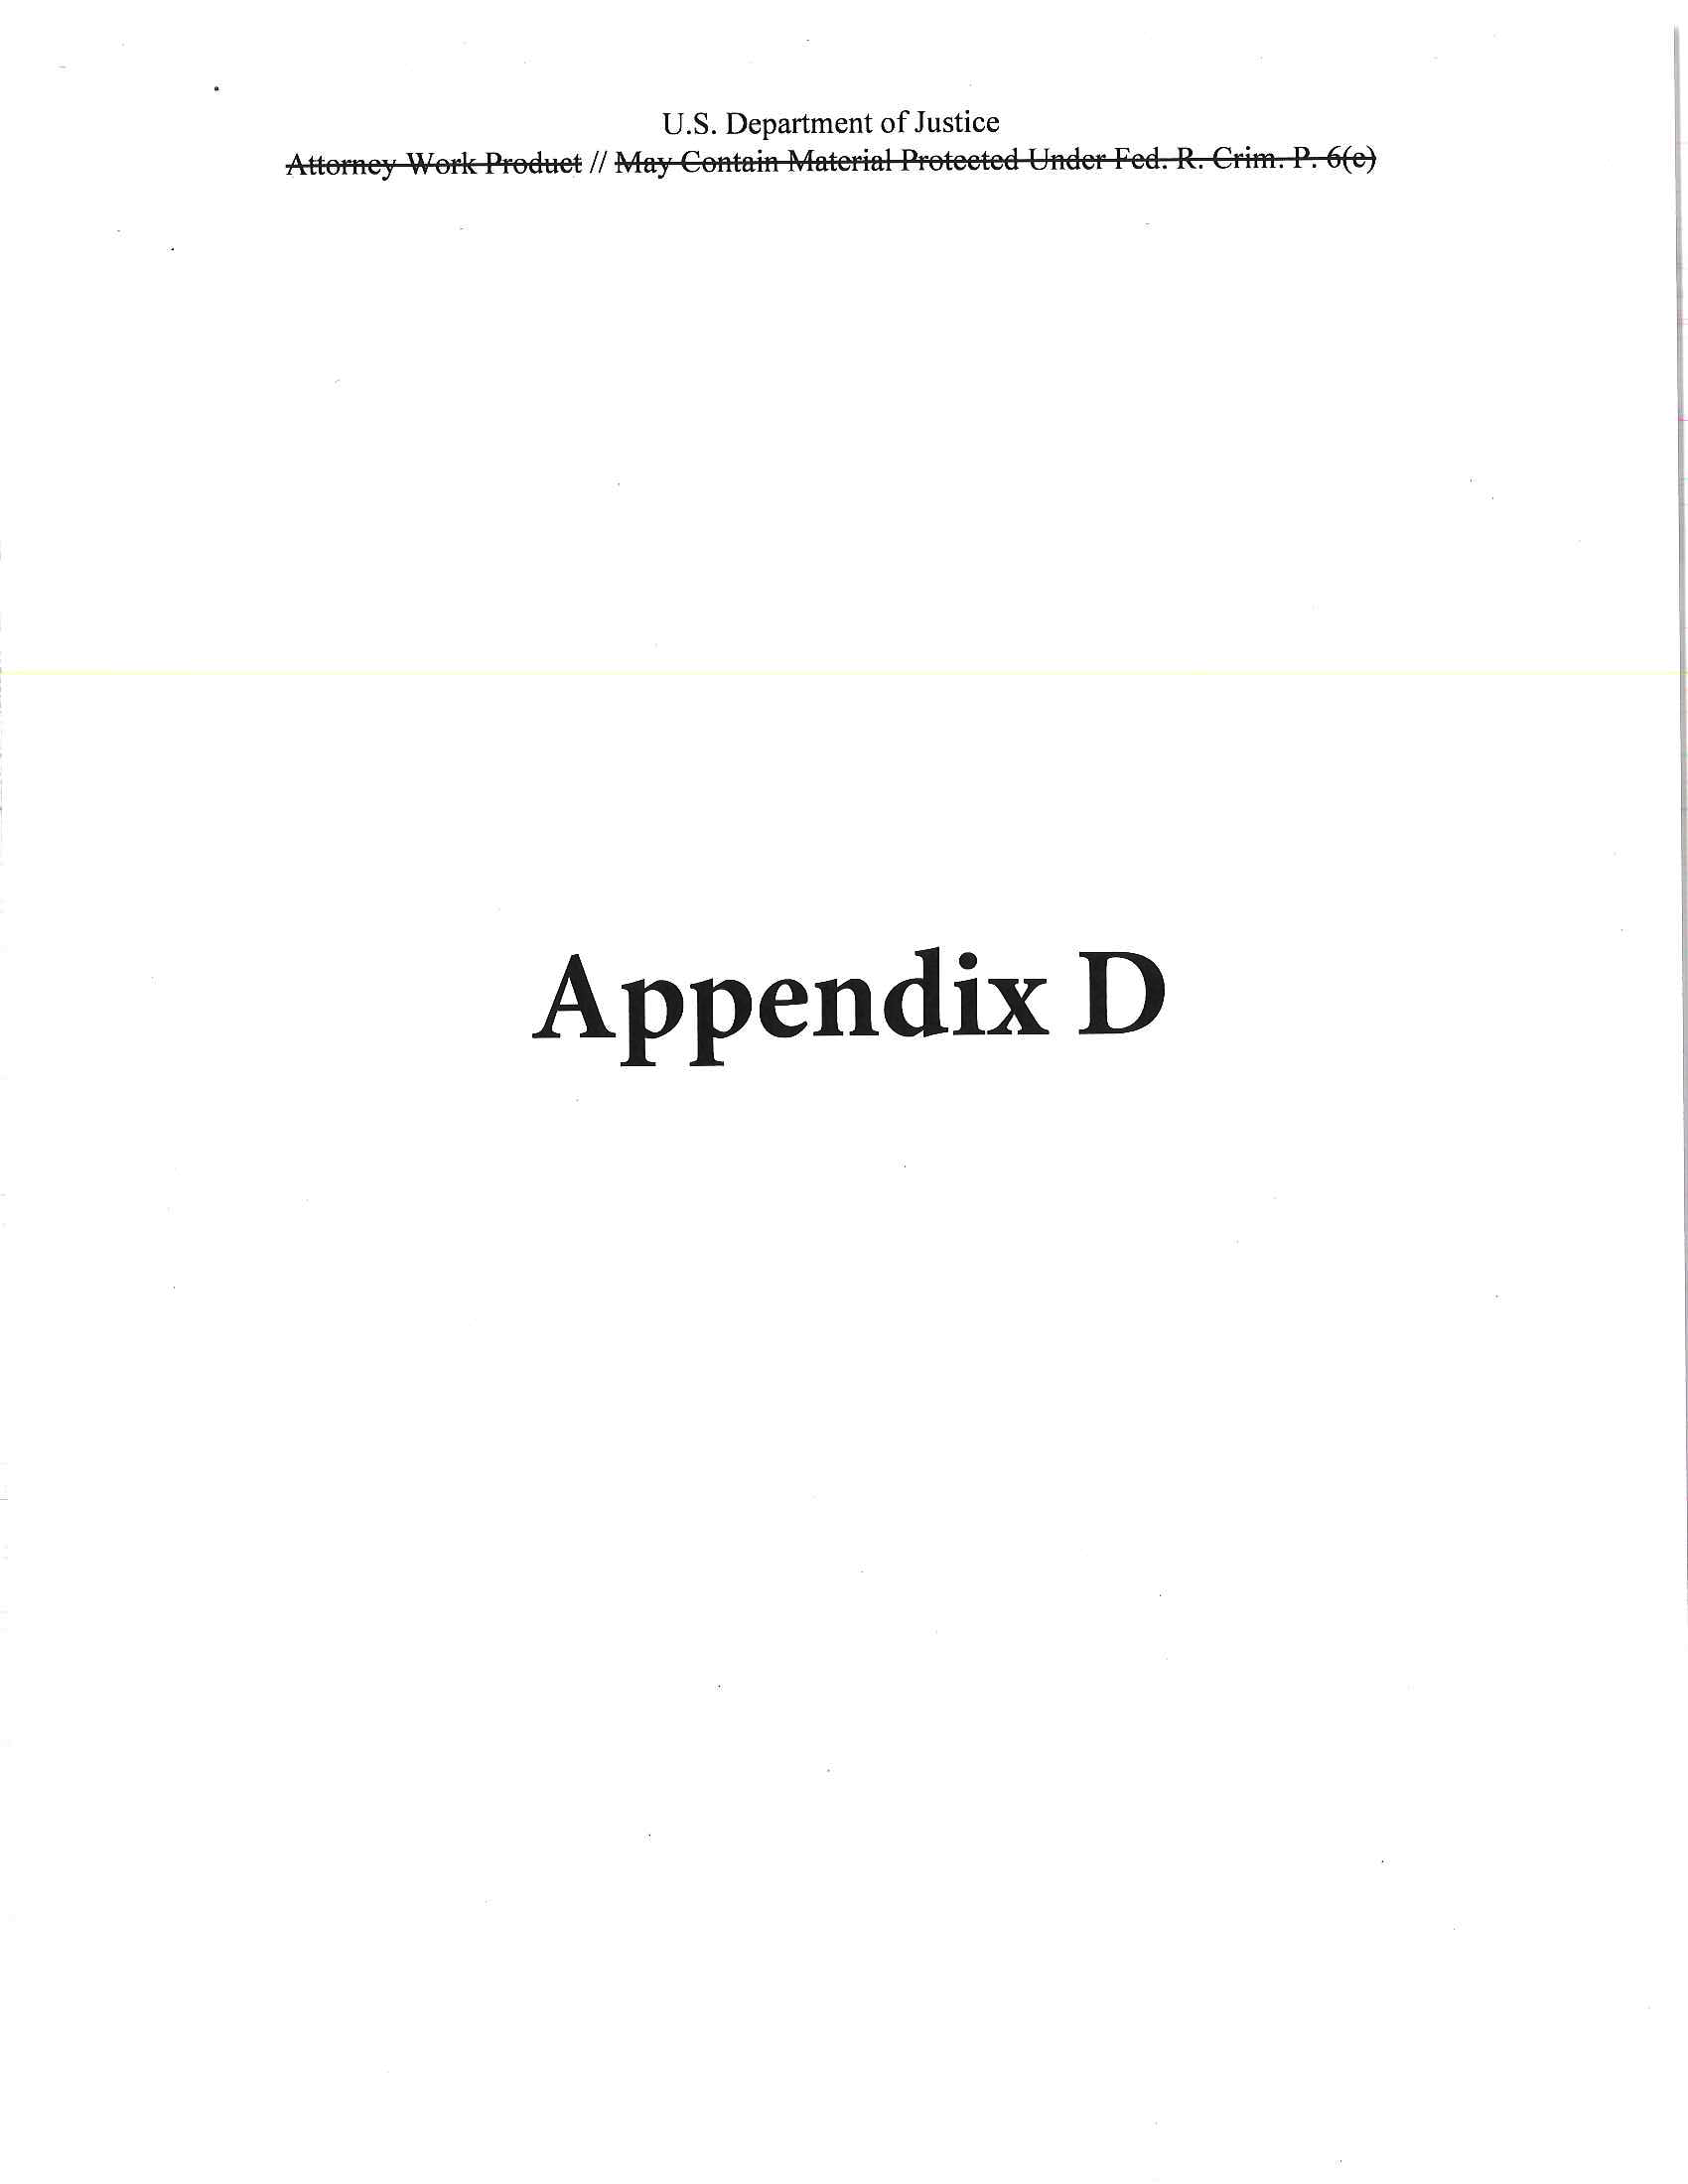 U.S. Department of Justice
Attorney Work Product // May Contain Material Protected Under Fed. R. Crim. P. 6(e)
Appendix D